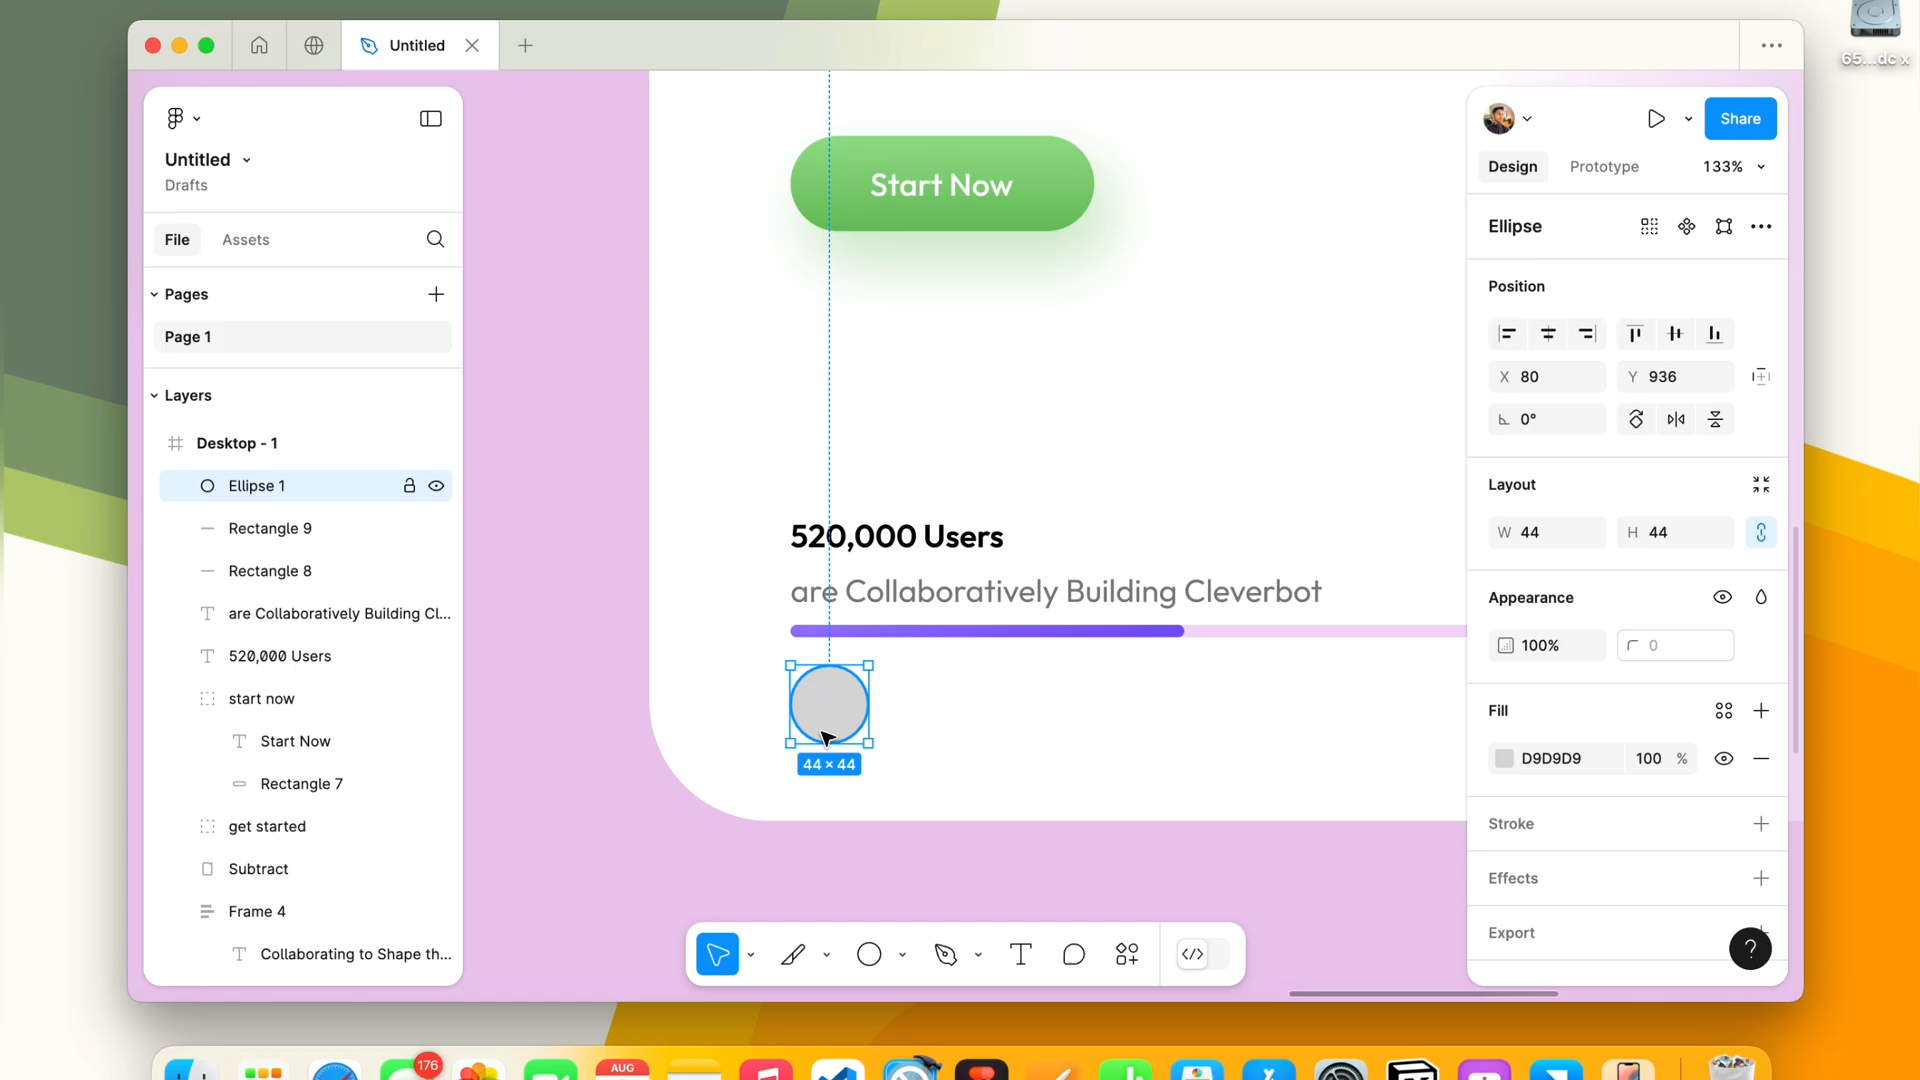 Untitled
65...dc x
Untitled
Drafts
File
Assets
Pages
Page 1
Layers
Desktop - 1
Ellipse 1
Rectangle 9
Rectangle 8
are Collaboratively Building Cl...
520,000 Users
start now
Start Now
Rectangle 7
get started
Subtract
Frame 4
Collaborating to Shape th...
Start Now
520,000 Users
are Collaboratively Building Cleverbot
44 × 44
Share
Design
Prototype
133%
Ellipse
Position
X 80
Y 936
0°
Layout
W 44
H 44
Appearance
100%
0
Fill
D9D9D9
100 %
Stroke
Effects
Export
?
176
AUG